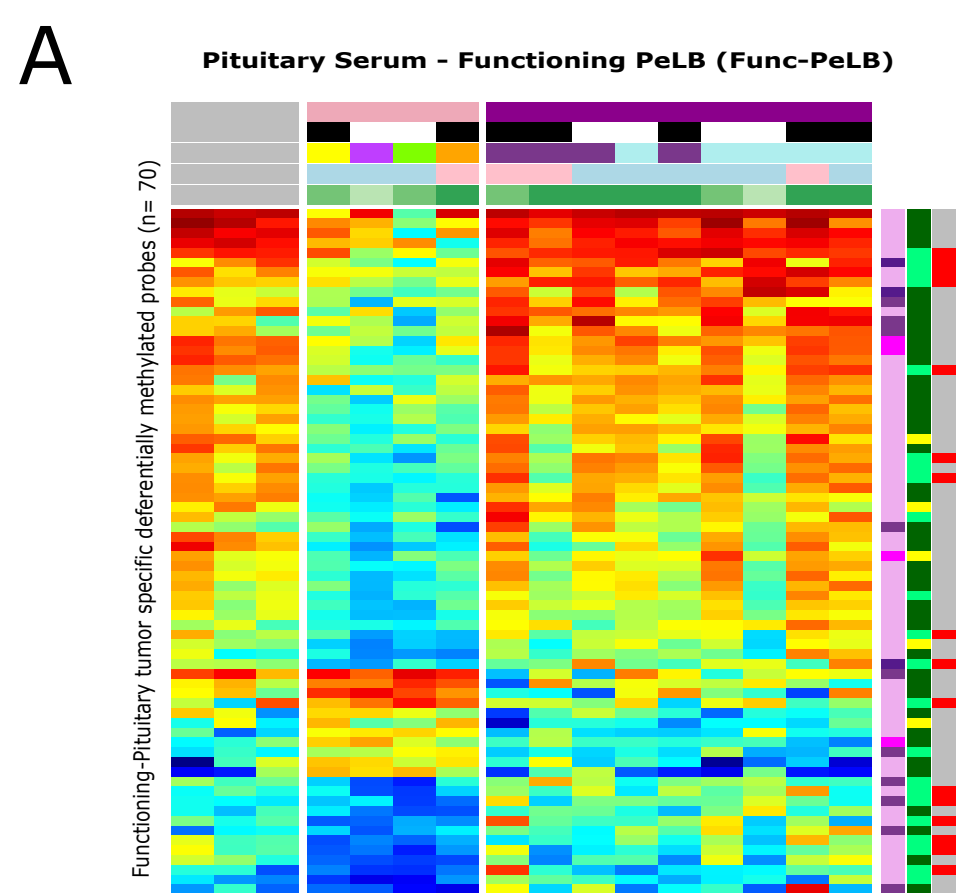 A
Pituitary Serum - Functioning PeLB (Func-PeLB)
Functioning-Pituitary tumor specific deferentially methylated probes (n= 70)